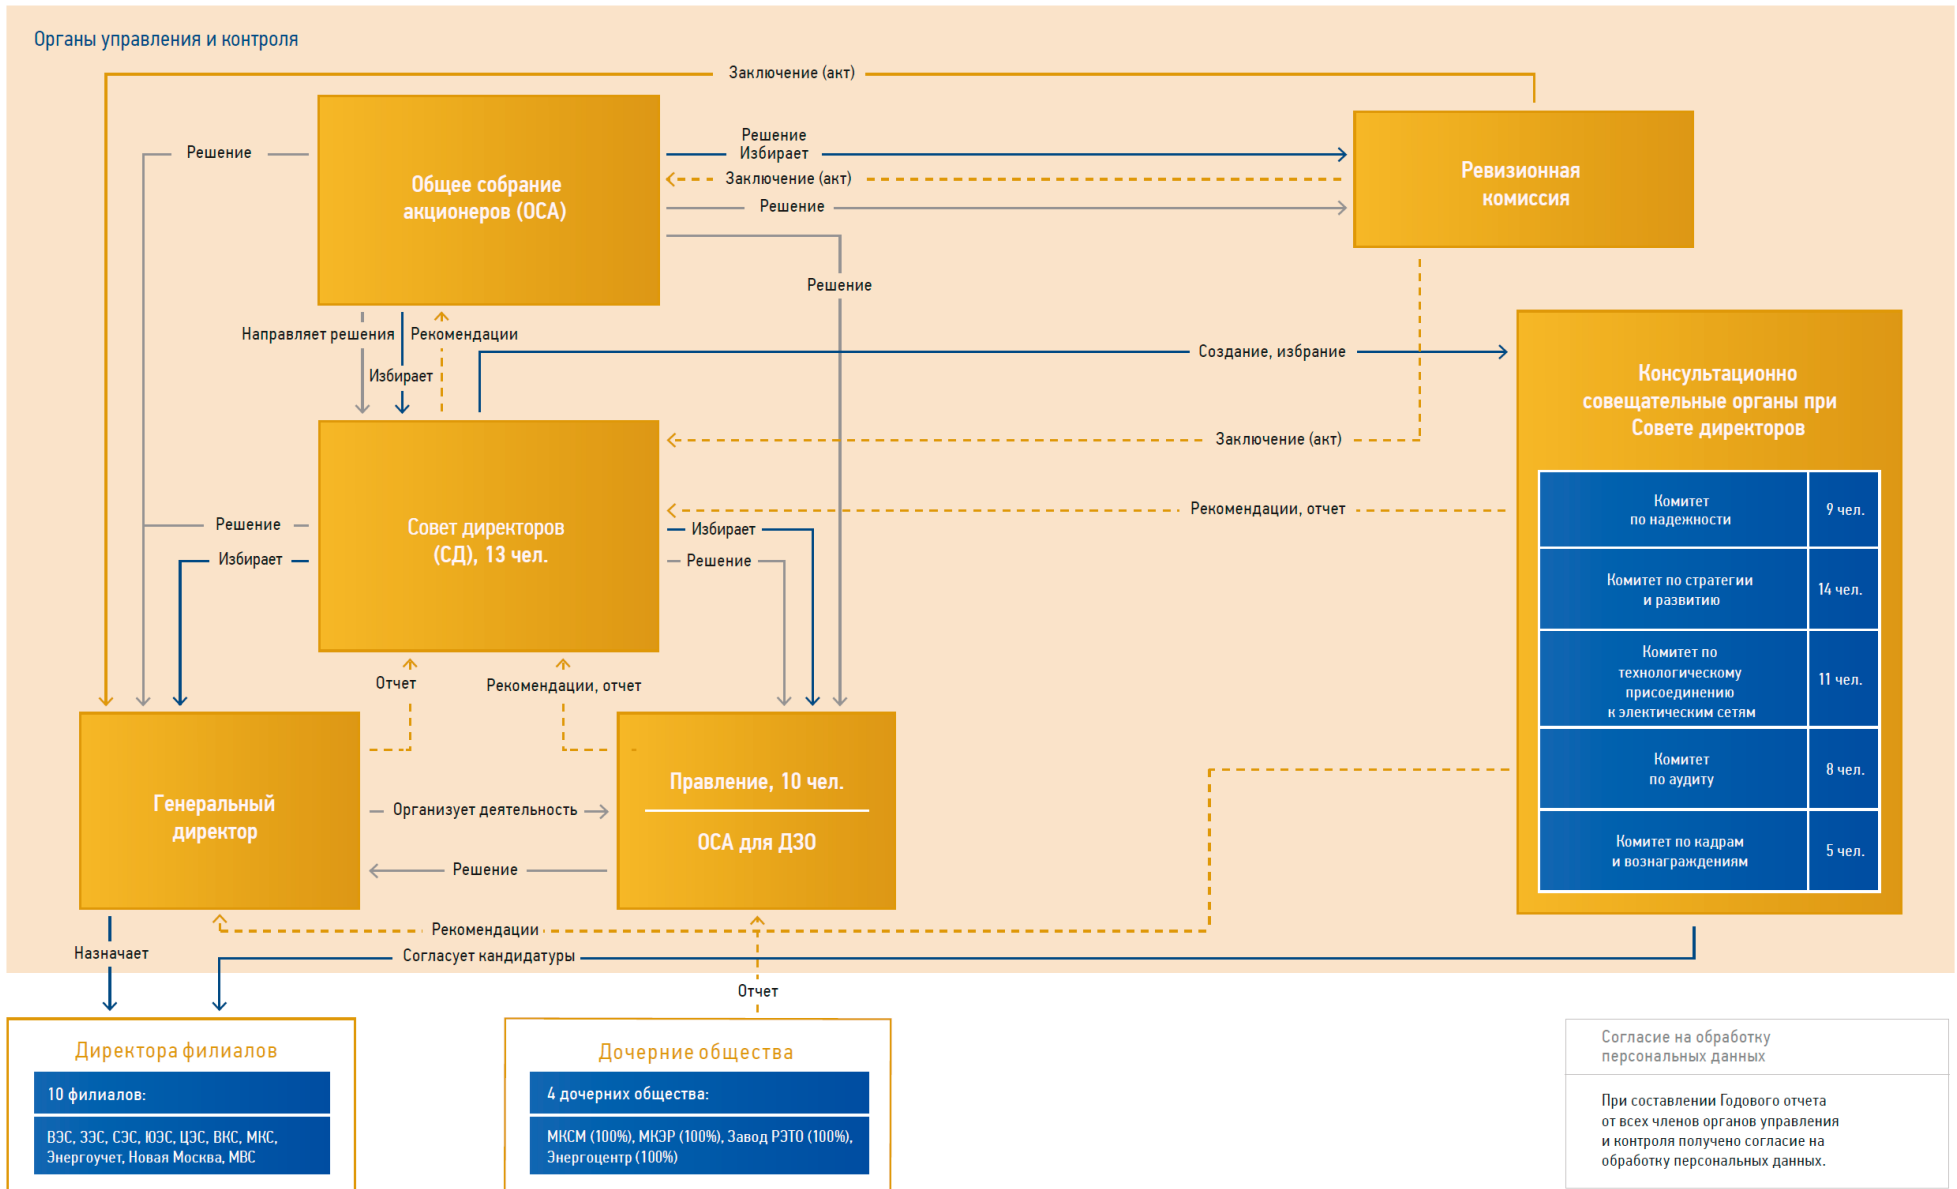 Органы управления и контроля
Заключение (акт)
Общее собрание
акционеров (ОСА)
Решение
Решение
Избирает
Заключение (акт)
Решение
Решение
Ревизионная
комиссия
Направляет решения
Избирает
Рекомендации
Создание, избрание
Заключение (акт)
Рекомендации, отчет
Консультационно
совещательные органы при
Совете директоров
Комитет
по надежности
9 чел.
Комитет по стратегии
и развитию
14 чел.
Комитет по
технологическому
присоединению
к электическим сетям
11 чел.
Комитет
по аудиту
8 чел.
Комитет по кадрам
и вознаграждениям
5 чел.
Совет директоров
(СД), 13 чел.
Решение
Избирает
Избирает
Решение
Отчет
Рекомендации, отчет
Генеральный
директор
Организует деятельность
Решение
Правление, 10 чел.
ОСА для ДЗО
Рекомендации
Назначает
Согласует кандидатуры
Отчет
Директора филиалов
10 филиалов:
ВЭС, ЗЭС, СЭС, ЮЭС, ЦЭС, ВКС, МКС,
Энергоучет, Новая Москва, МВС
Дочерние общества
4 дочерних общества:
МКСМ (100%), МКЭР (100%), Завод РЭТО (100%),
Энергоцентр (100%)
Согласие на обработку
персональных данных
При составлении Годового отчета
от всех членов органов управления
и контроля получено согласие на
обработку персональных данных.